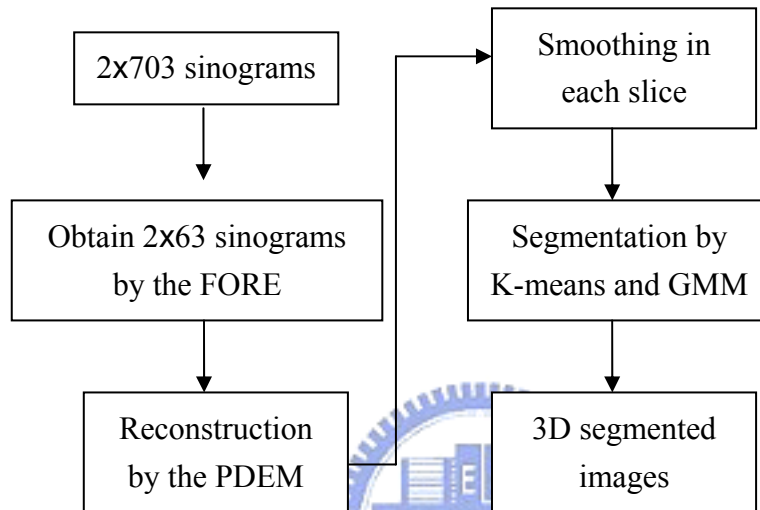 2x703 sinograms
Obtain 2x63 sinograms
by the FORE
Reconstruction
by the PDEM
Smoothing in
each slice
Segmentation by
K-means and GMM
3D segmented
images